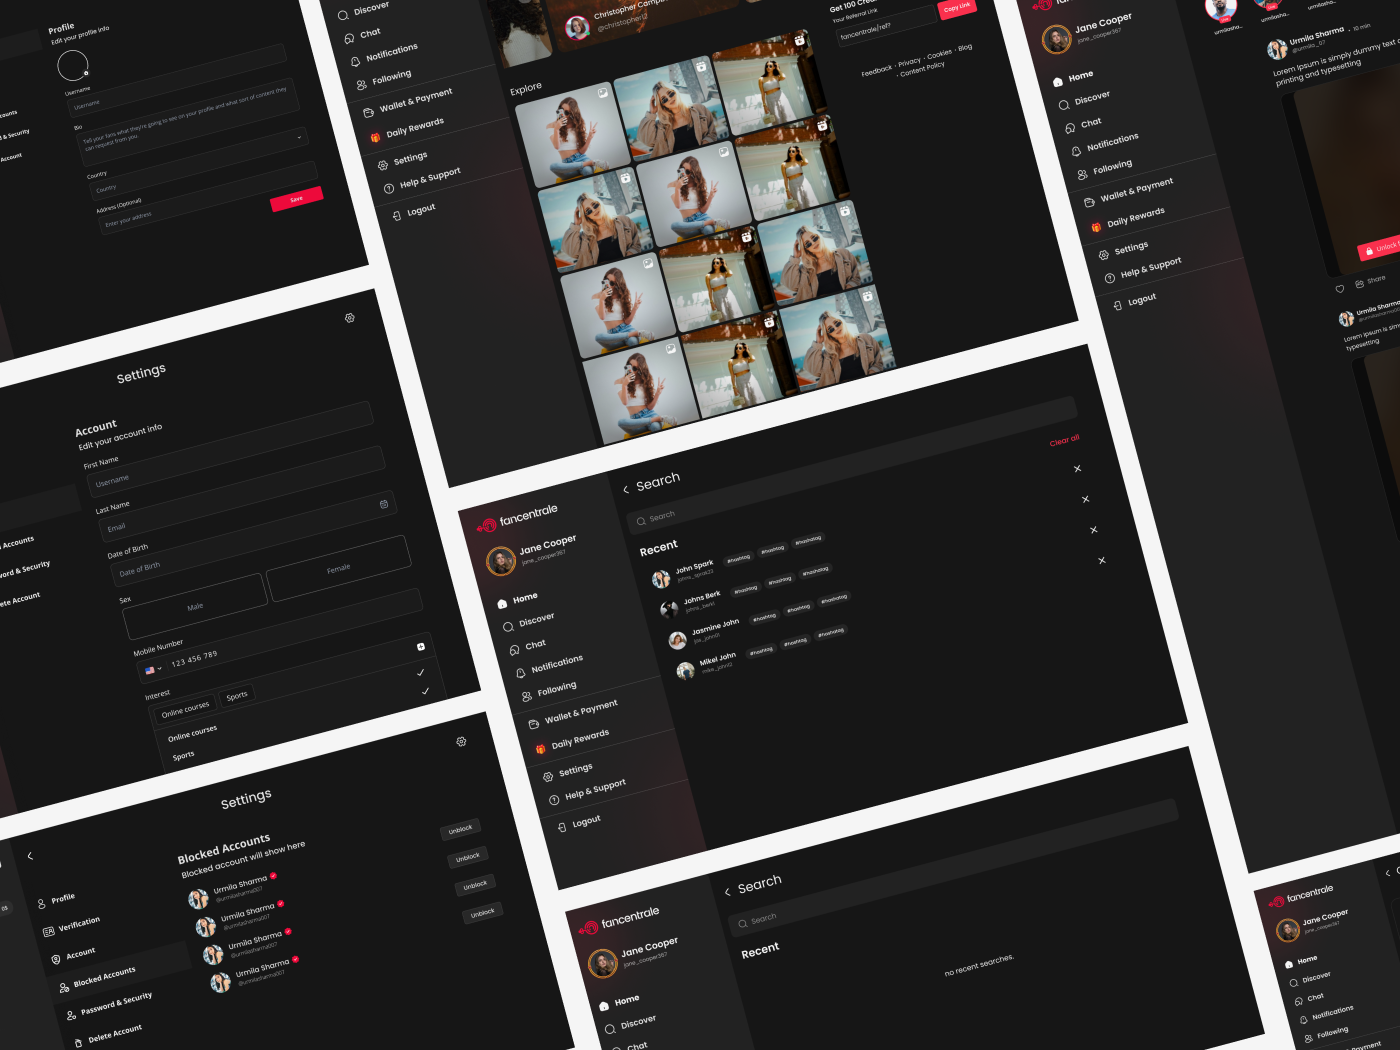 Profile
Edit your profile info
Username
Username
Bio
Tell your fans what they're going to see on your profile and what sort of content they
can request from you.
Country
Country
Address (Optional)
Enter your address
Save
counts
d & Security
Account
Discover
Chat
Notifications
Following
Wallet & Payment
Daily Rewards
Settings
Help & Support
Logout
@christopher12
Explore
Your Referral Link
fancentrale/ref?
Copy Link
Feedback · Privacy · Cookies · Blog
· Content Policy
Jane Cooper
jane_cooper367
Home
Discover
Chat
Notifications
Following
Wallet & Payment
Daily Rewards
Settings
Help & Support
Logout
Urmila Sharma · 10 min
@urmila_07
Lorem Ipsum is simply dummy text
printing and typesetting
Unlock
Share
Urmila Sharma
Lorem Ipsum is sim
typesetting
Settings
Account
Edit your account info
First Name
Username
Last Name
Email
Date of Birth
Date of Birth
Sex
Male
Female
Mobile Number
123 456 789
Interest
Online courses
Sports
Online courses
Sports
Accounts
word & Security
ete Account
fancentrale
Jane Cooper
jane_cooper367
Home
Discover
Chat
Notifications
Following
Wallet & Payment
Daily Rewards
Settings
Help & Support
Logout
Search
Search
Recent
Clear all
John Spark
#hashtag
#hashtag
#hashtag
Johns Berk
johns_berk1
#hashtag
#hashtag
#hashtag
Jasmine John
#hashtag
#hashtag
#hashtag
Mikel John
#hashtag
#hashtag
#hashtag
Settings
Profile
Verification
Account
Blocked Accounts
Password & Security
Delete Account
Blocked Accounts
Blocked account will show here
Urmila Sharma
@urmilasharma007
Unblock
Urmila Sharma
@urmilasharma007
Unblock
Urmila Sharma
@urmilasharma007
Unblock
Urmila Sharma
@urmilasharma007
Unblock
fancentrale
Jane Cooper
jane_cooper367
Home
Discover
Chat
Search
Search
Recent
no recent searches.
fancentrale
Jane Cooper
jane_cooper367
Home
Discover
Chat
Notifications
Following
Payment